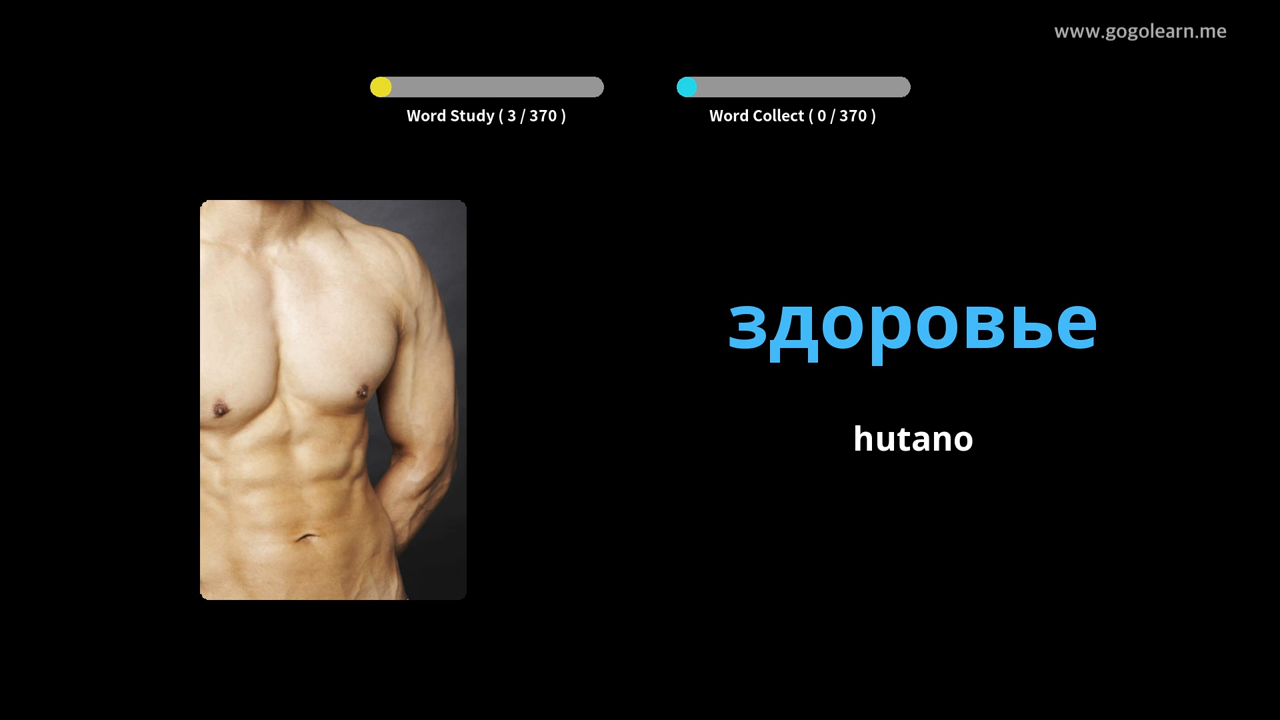 www.gogolearn.me
Word Study ( 3 / 370 )
Word Collect ( 0 / 370 )
здоровье
hutano